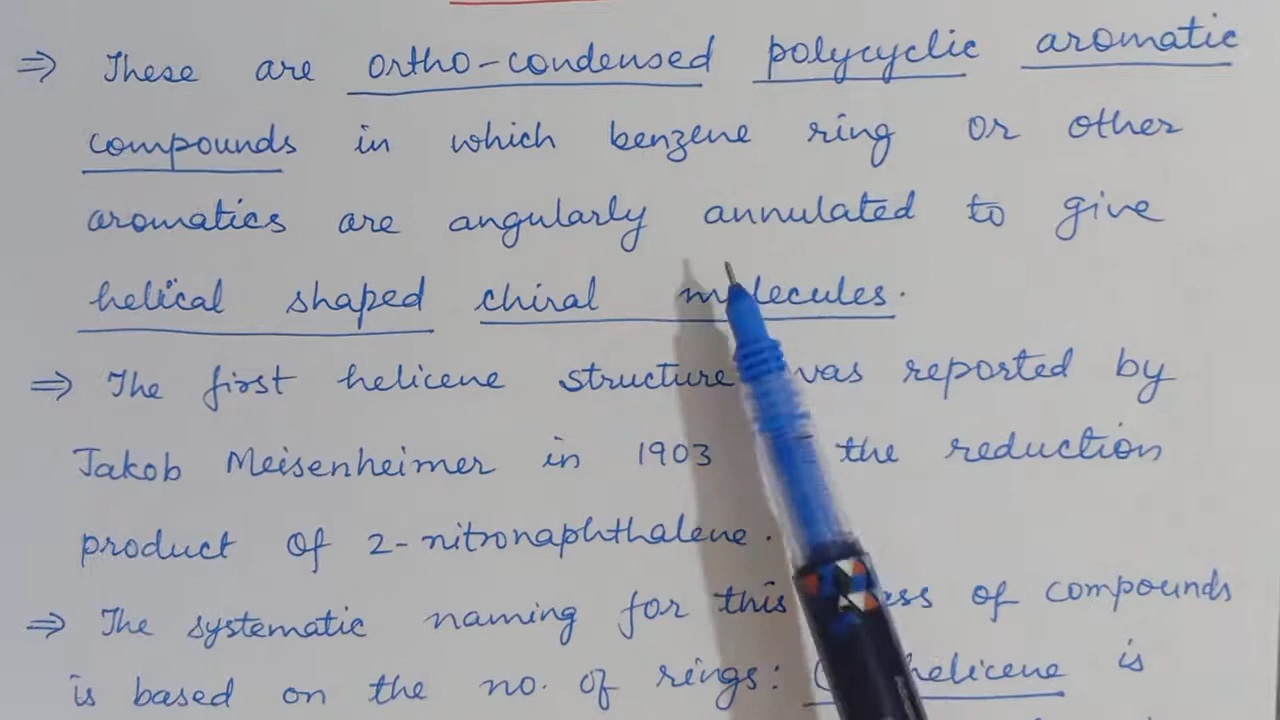 ⇒ These are ortho-condensed polycyclic aromatic
compounds in which benzene ring or other
aromatics are angularly annulated to give
helical shaped chiral molecules.
⇒ The first helicene structure was reported by
Jakob Meisenheimer in 1903 the reduction
product of 2-nitronaphthalene.
⇒ The systematic naming for this of compounds
is based on the no. of rings: helicene is